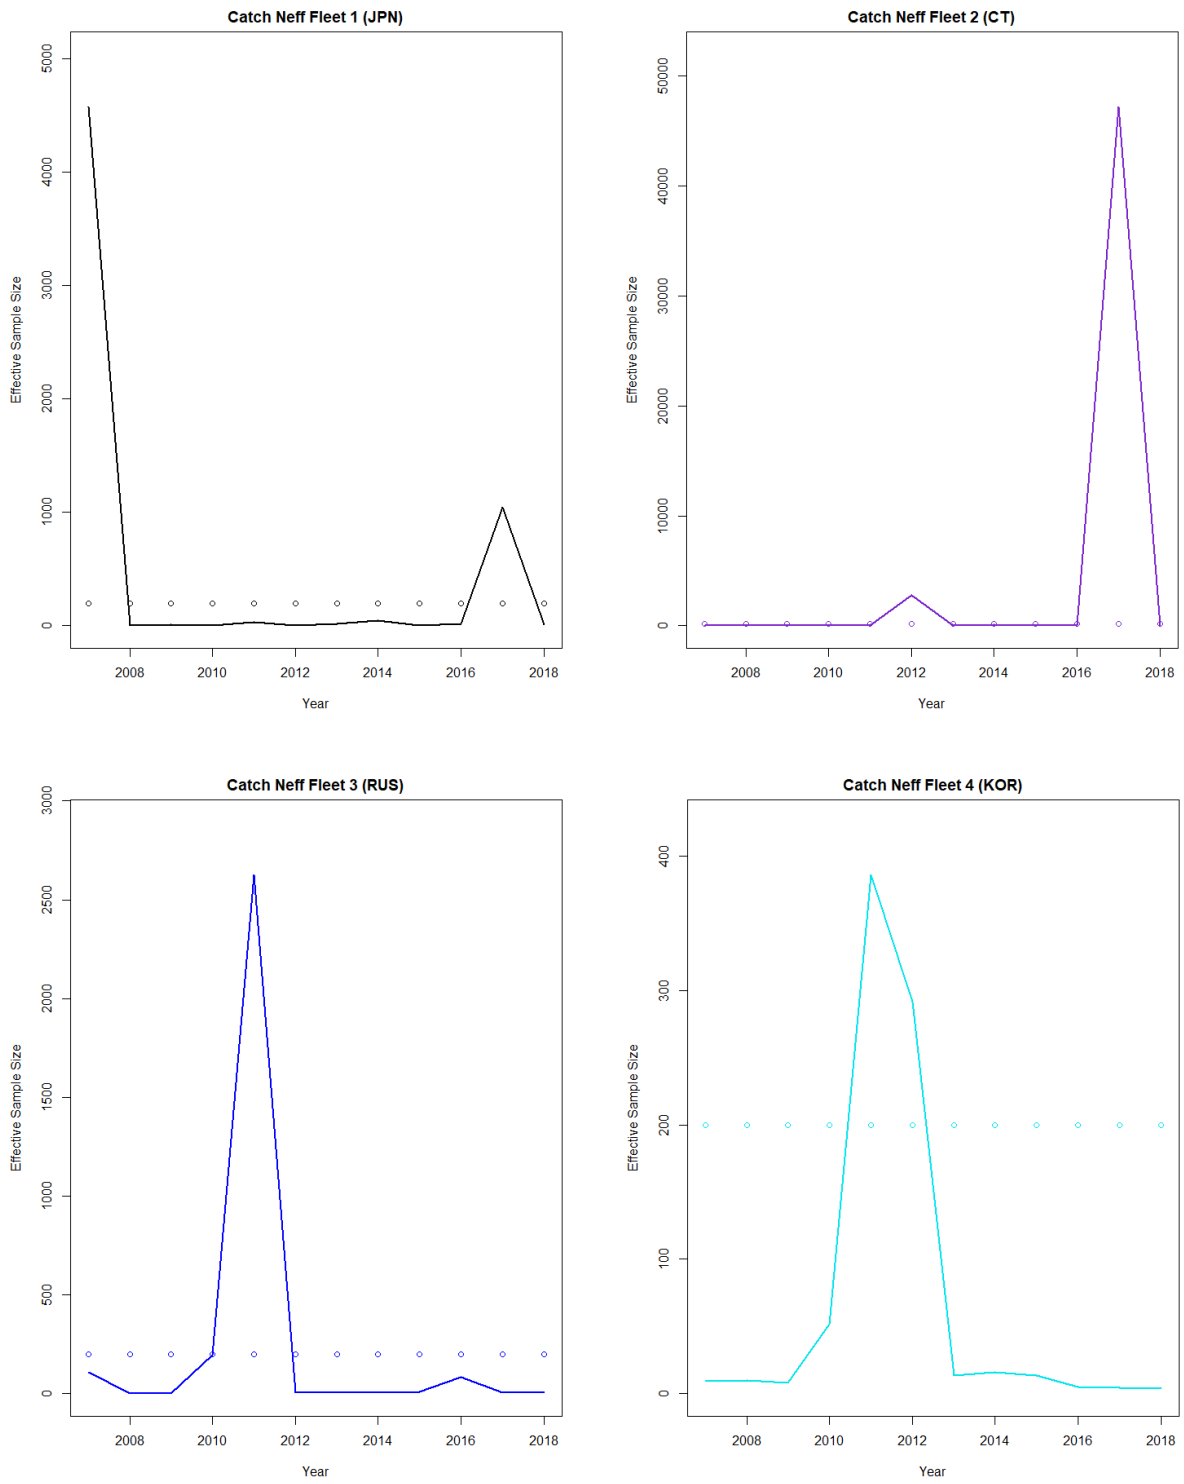 Catch Neff Fleet 1 (JPN)
Effective Sample Size
5000
4000
3000
2000
1000
0
2008 2010 2012 2014 2016 2018
Year
Catch Neff Fleet 2 (CT)
Effective Sample Size
50000
40000
30000
20000
10000
0
2008 2010 2012 2014 2016 2018
Year
Catch Neff Fleet 3 (RUS)
Effective Sample Size
3000
2500
2000
1500
1000
500
0
2008 2010 2012 2014 2016 2018
Year
Catch Neff Fleet 4 (KOR)
Effective Sample Size
400
300
200
100
0
2008 2010 2012 2014 2016 2018
Year